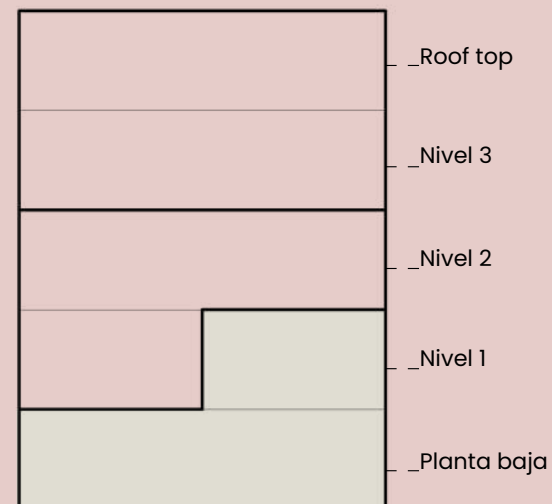 _ _Roof top
_ _Nivel 3
_ _Nivel 2
_ _Nivel 1
_ _Planta baja